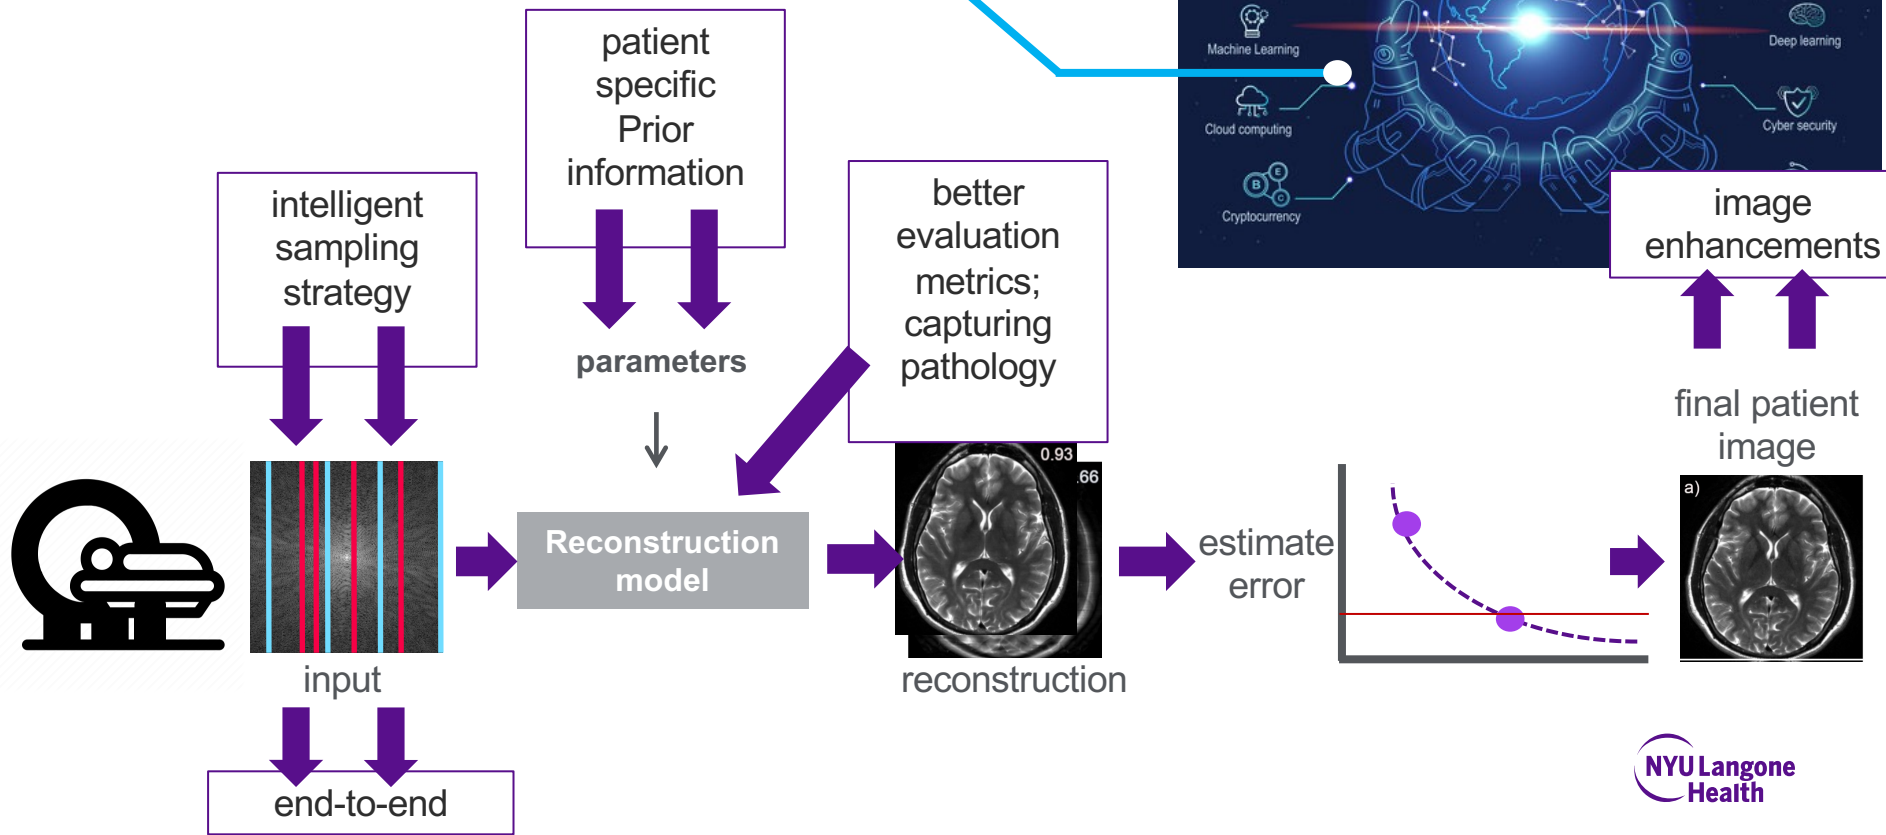 patient
specific
Prior
information
Machine Learning
Deep learning
Cloud computing
Cyber security
B
E
C
Cryptocurrency
intelligent
sampling
strategy
better
evaluation
metrics;
capturing
pathology
image
enhancements
parameters
final patient
image
0.93
.66
a)
Reconstruction
model
estimate
error
input
reconstruction
end-to-end
NYU Langone
Health